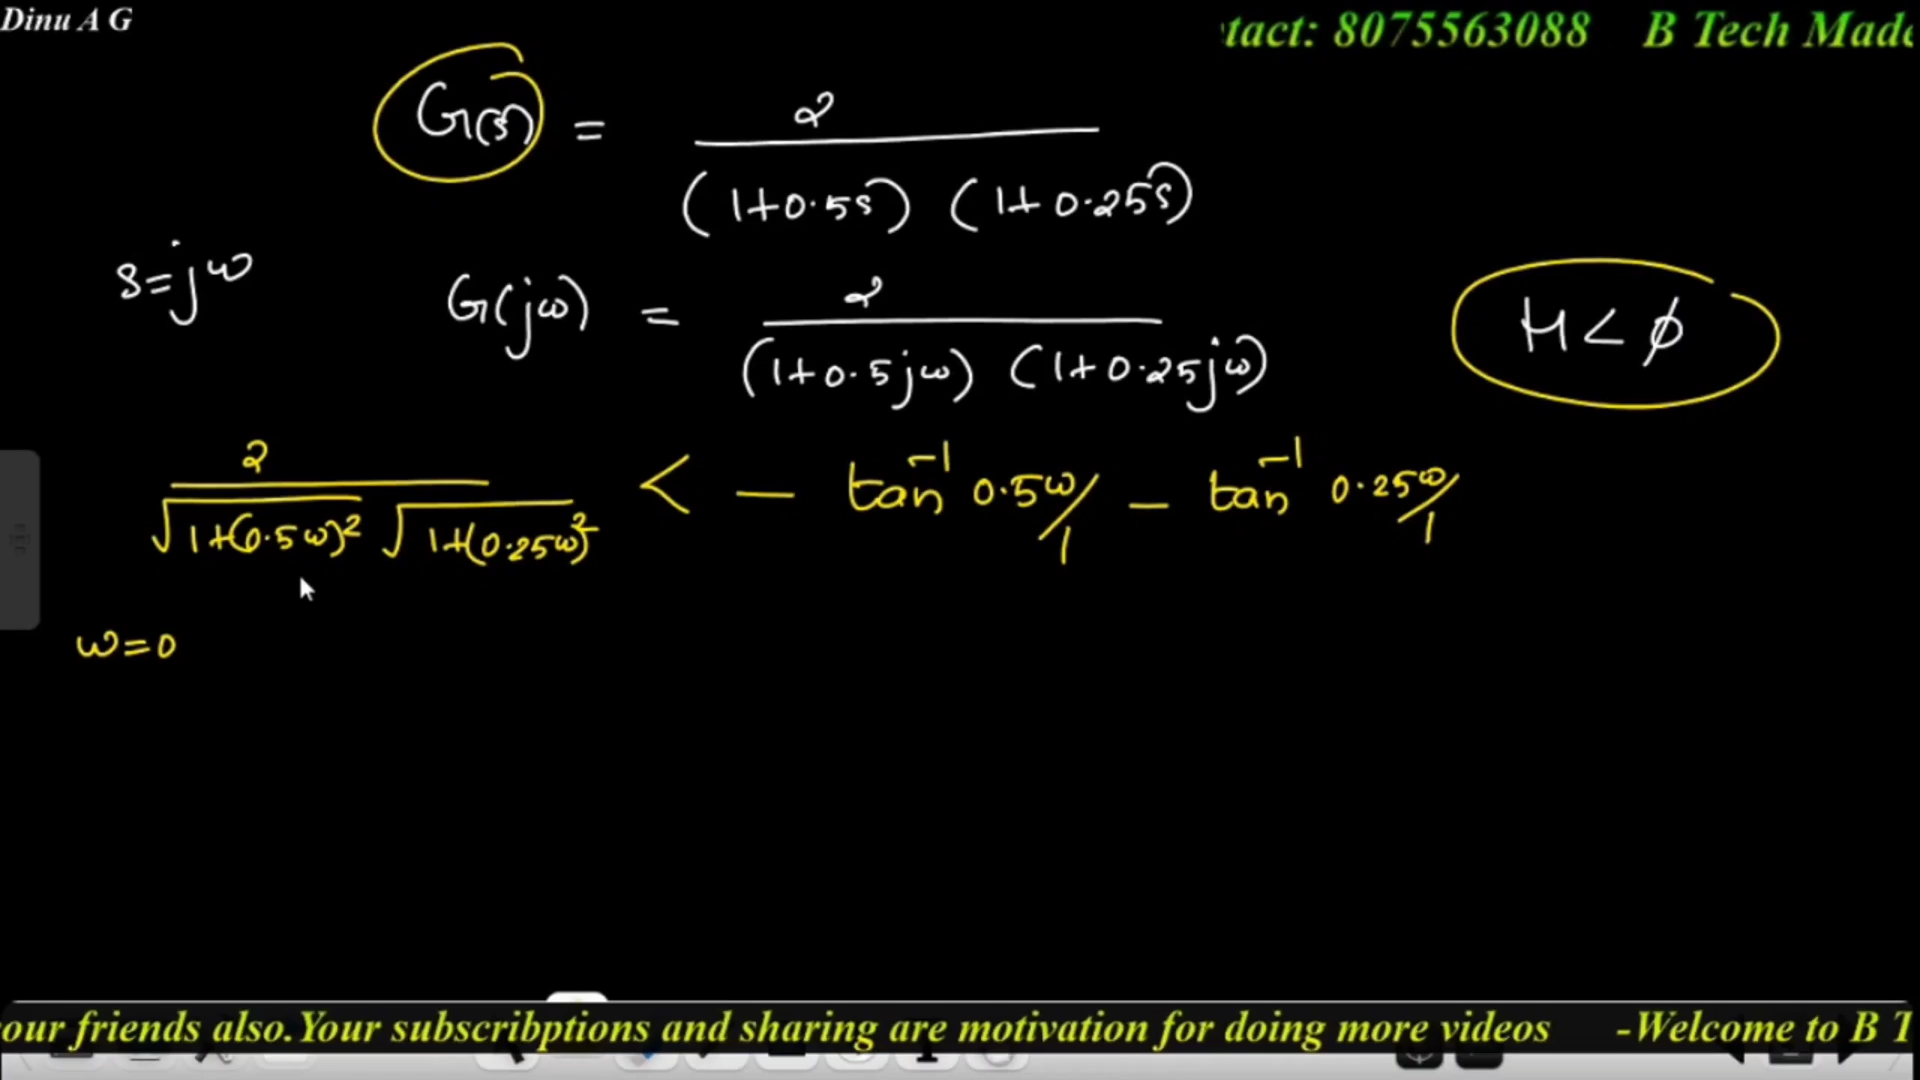 Dinu A G
tact: 8075563088 B Tech Made
G(s) = 2 / (1+0.5s) (1+0.25s)
s=jω
G(jω) = 2 / (1+0.5jω) (1+0.25jω)
M < φ
2 / √1+(0.5ω)² √1+(0.25ω)² < - tan⁻¹ 0.5ω/1 - tan⁻¹ 0.25ω/1
ω=0
our friends also.Your subscribptions and sharing are motivation for doing more videos -Welcome to B T